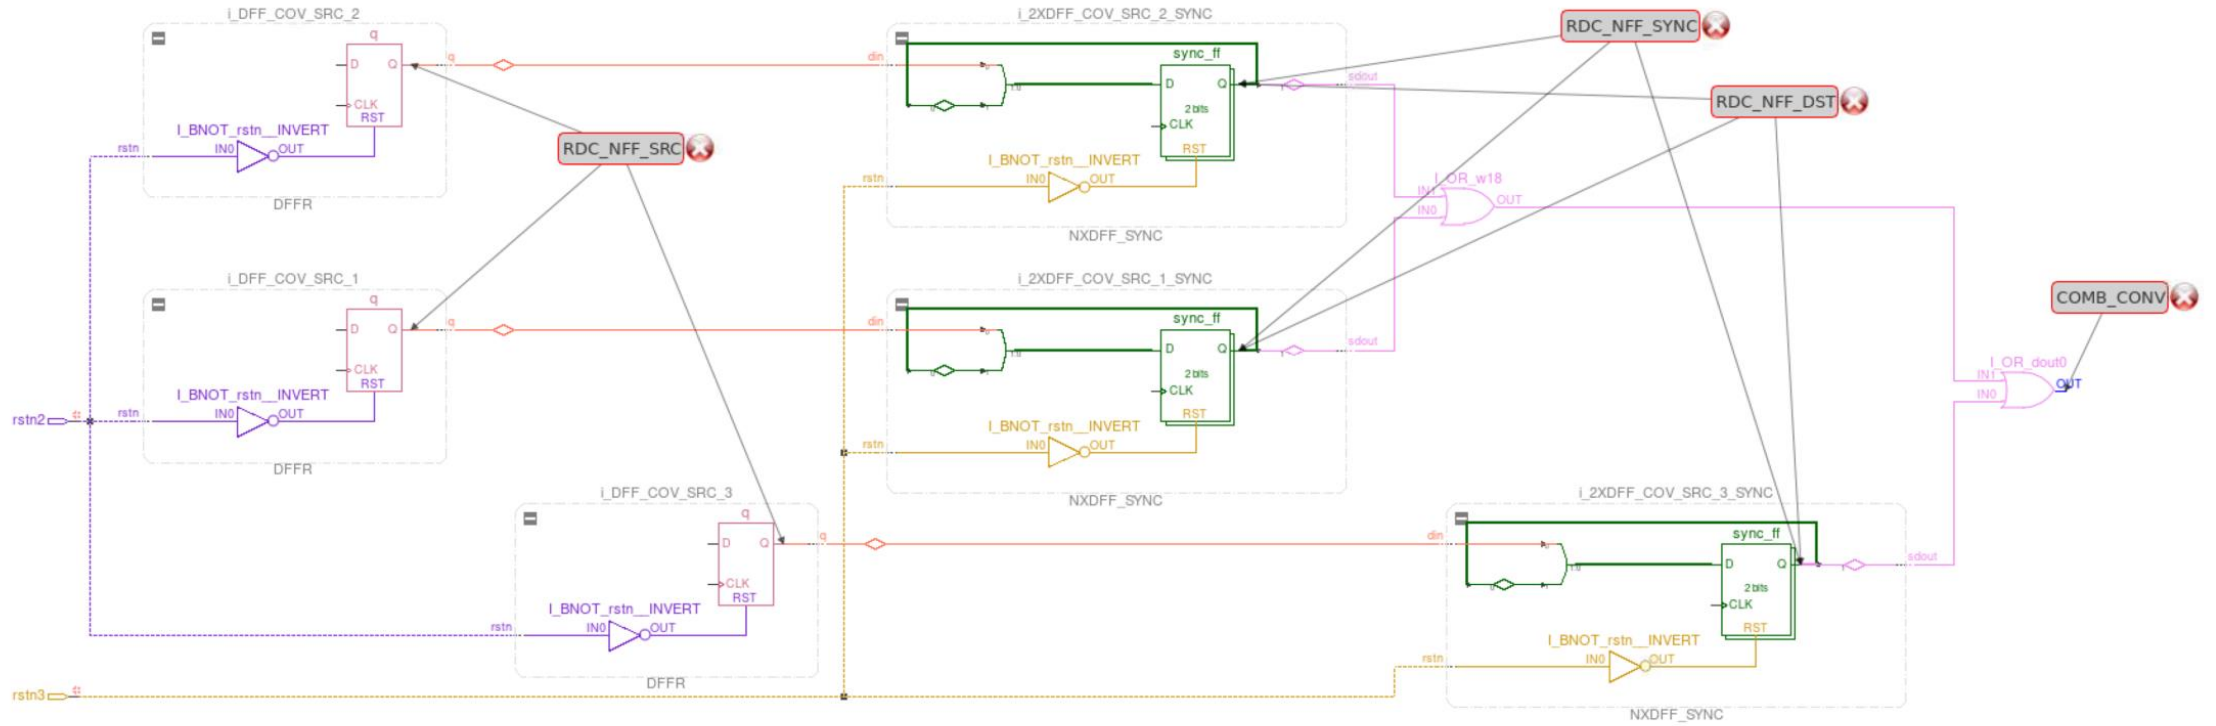 i_DFF_COV_SRC_2
q
D
Q
CLK
RST
I_BNOT_rstn__INVERT
rstn
IN0
OUT
DFFR
q
din
i_2XDFF_COV_SRC_2_SYNC
sync_ff
D
Q
2 bits
CLK
RST
I_BNOT_rstn__INVERT
rstn
IN0
OUT
NXDFF_SYNC
sdout
RDC_NFF_SYNC
RDC_NFF_DST
RDC_NFF_SRC
I_OR_w18
IN1
IN0
OUT
i_DFF_COV_SRC_1
q
D
Q
CLK
RST
I_BNOT_rstn__INVERT
rstn
IN0
OUT
DFFR
rstn2
q
din
i_2XDFF_COV_SRC_1_SYNC
sync_ff
D
Q
2 bits
CLK
RST
I_BNOT_rstn__INVERT
rstn
IN0
OUT
NXDFF_SYNC
sdout
COMB_CONV
I_OR_dout0
IN1
IN0
OUT
i_DFF_COV_SRC_3
q
D
Q
CLK
RST
I_BNOT_rstn__INVERT
rstn
IN0
OUT
DFFR
rstn3
q
din
i_2XDFF_COV_SRC_3_SYNC
sync_ff
D
Q
2 bits
CLK
RST
I_BNOT_rstn__INVERT
rstn
IN0
OUT
NXDFF_SYNC
sdout